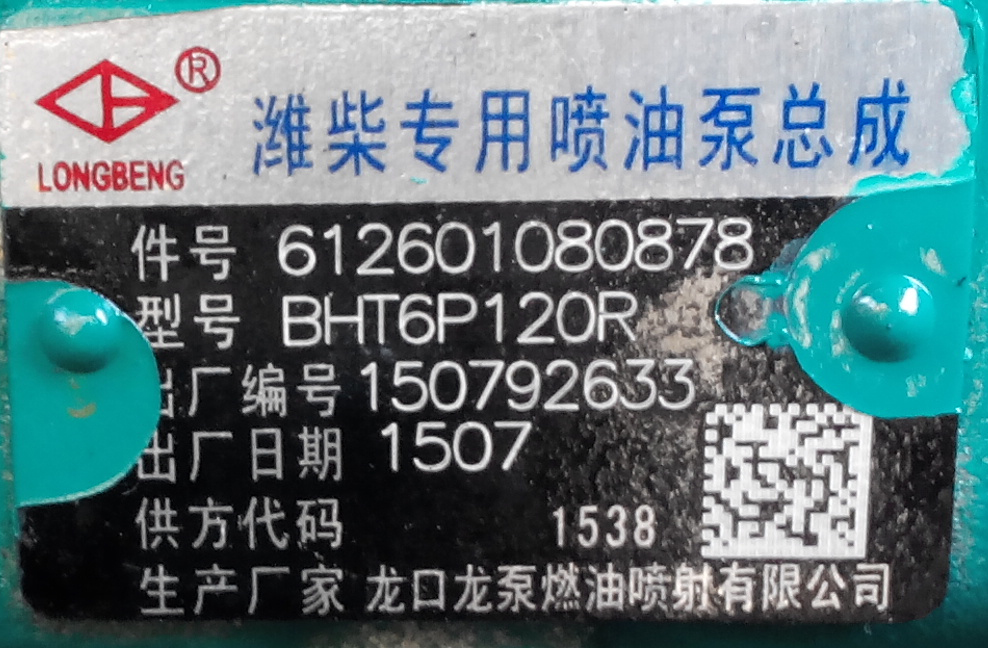 ®
LONGBENG
潍柴专用喷油泵总成
件号 612601080878
型号 BHT6P120R
出厂编号 150792633
出厂日期 1507
供方代码 1538
生产厂家 龙口龙泵燃油喷射有限公司